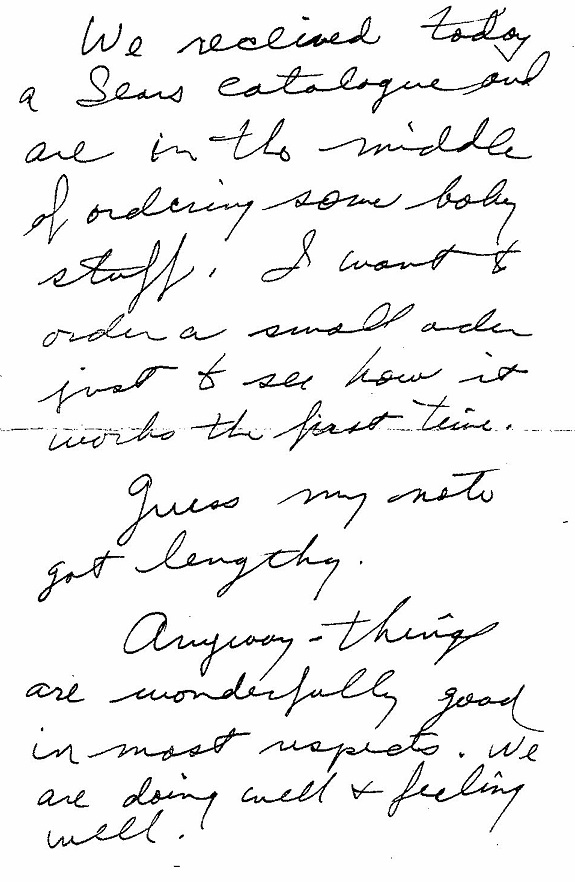 We received today
a Sears catalogue and
are in the middle
of ordering some baby
stuff. I want to
order a small order
just to see how it
works the first time.
Guess my note
got lengthy.
Anyway - things
are wonderfully good
in most respects. We
are doing well & feeling
well.